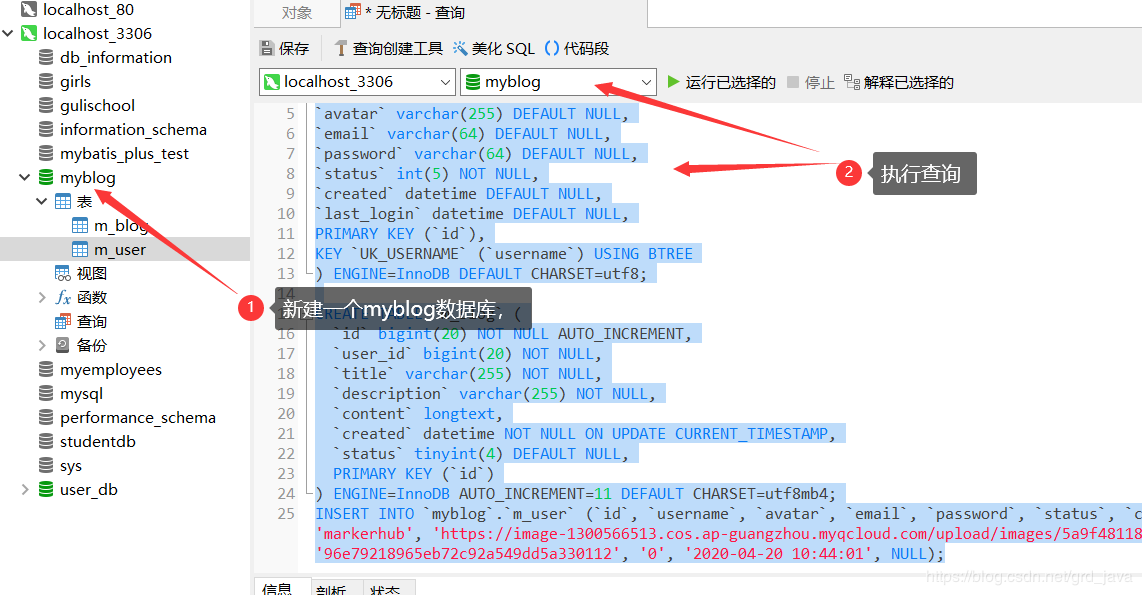 localhost_80
localhost_3306
db_information
girls
gulischool
information_schema
mybatis_plus_test
myblog
表
m_blog
m_user
视图
函数
查询
备份
myemployees
mysql
performance_schema
studentdb
sys
user_db
对象
* 无标题 - 查询
保存 查询创建工具 美化 SQL () 代码段
localhost_3306 myblog 运行已选择的 停止 解释已选择的
5 `avatar` varchar(255) DEFAULT NULL,
6 `email` varchar(64) DEFAULT NULL,
7 `password` varchar(64) DEFAULT NULL,
8 `status` int(5) NOT NULL,
9 `created` datetime DEFAULT NULL,
10 `last_login` datetime DEFAULT NULL,
11 PRIMARY KEY (`id`),
12 KEY `UK_USERNAME` (`username`) USING BTREE
13 ) ENGINE=InnoDB DEFAULT CHARSET=utf8;
14
` (
16 `id` bigint(20) NOT NULL AUTO_INCREMENT,
17 `user_id` bigint(20) NOT NULL,
18 `title` varchar(255) NOT NULL,
19 `description` varchar(255) NOT NULL,
20 `content` longtext,
21 `created` datetime NOT NULL ON UPDATE CURRENT_TIMESTAMP,
22 `status` tinyint(4) DEFAULT NULL,
23 PRIMARY KEY (`id`)
24 ) ENGINE=InnoDB AUTO_INCREMENT=11 DEFAULT CHARSET=utf8mb4;
25 INSERT INTO `myblog`.`m_user` (`id`, `username`, `avatar`, `email`, `password`, `status`, `c
'markerhub', 'https://image-1300566513.cos.ap-guangzhou.myqcloud.com/upload/images/5a9f48118
'96e79218965eb72c92a549dd5a330112', '0', '2020-04-20 10:44:01', NULL);
1 新建一个myblog数据库，
2 执行查询
信息 剖析 状态
https://blog.csdn.net/grd_java